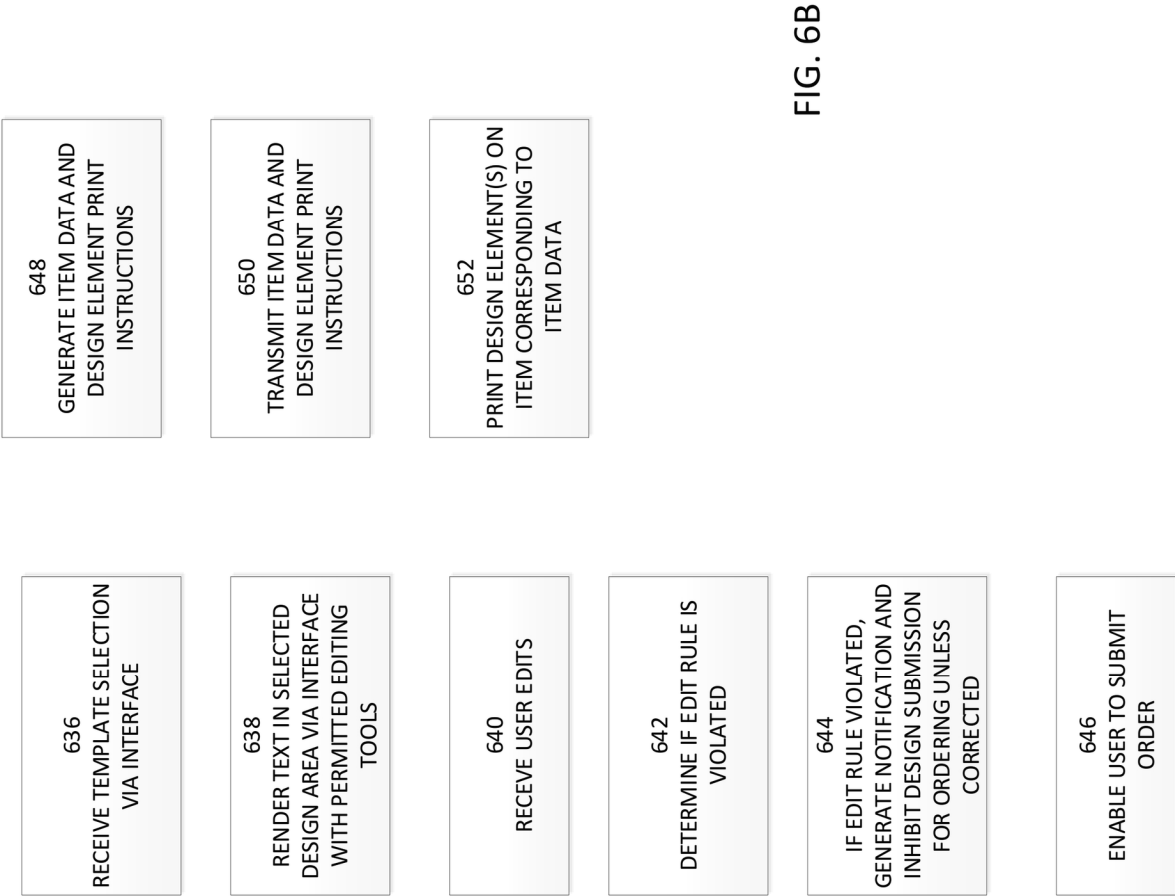 636
RECEIVE TEMPLATE SELECTION
VIA INTERFACE
638
RENDER TEXT IN SELECTED
DESIGN AREA VIA INTERFACE
WITH PERMITTED EDITING
TOOLS
640
RECEVE USER EDITS
642
DETERMINE IF EDIT RULE IS
VIOLATED
644
IF EDIT RULE VIOLATED,
GENERATE NOTIFICATION AND
INHIBIT DESIGN SUBMISSION
FOR ORDERING UNLESS
CORRECTED
646
ENABLE USER TO SUBMIT
ORDER
648
GENERATE ITEM DATA AND
DESIGN ELEMENT PRINT
INSTRUCTIONS
650
TRANSMIT ITEM DATA AND
DESIGN ELEMENT PRINT
INSTRUCTIONS
652
PRINT DESIGN ELEMENT(S) ON
ITEM CORRESPONDING TO
ITEM DATA
FIG. 6B